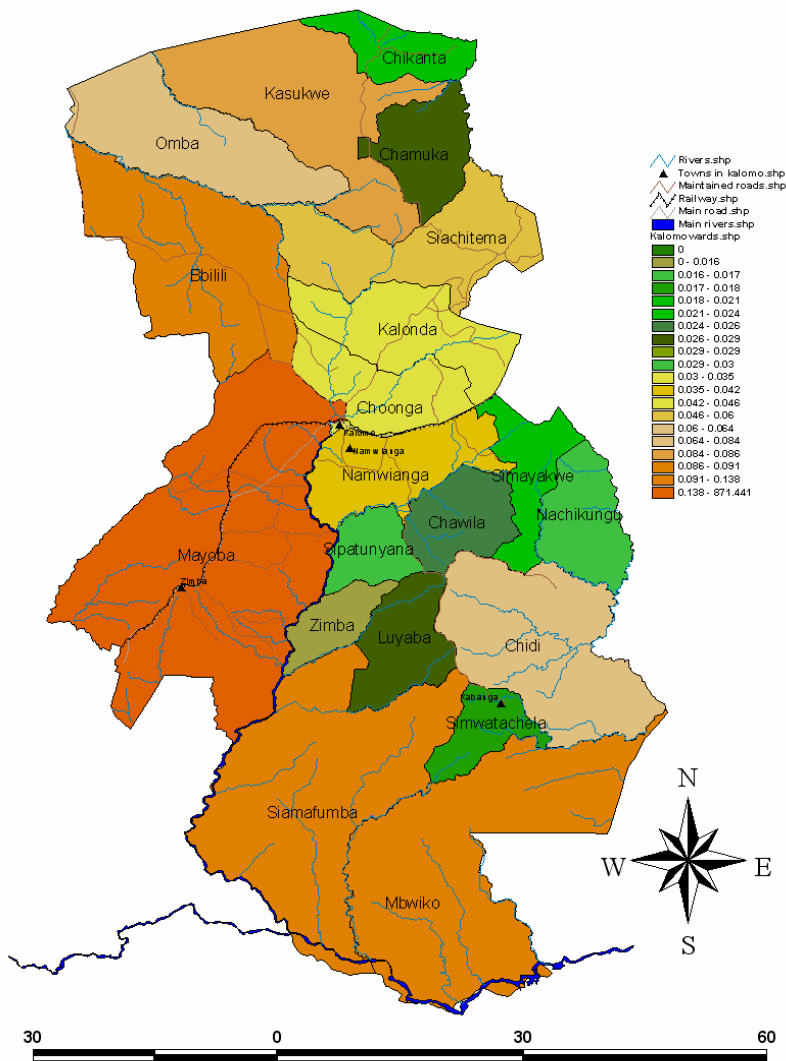 Chikanta
Kasukwe
Omba
Chamuka
Siachitema
Bbilili
Kalonda
Choonga
Kalomo
Namwianga
Namwianga
Simayakwe
Nachikungu
Chawila
Sipatunyana
Mayoba
Zimba
Zimba
Luyaba
Chidi
Kabanga
Simwatachela
Siamafumba
Mbwiko
Rivers.shp
Towns in kalomo.shp
Maintained roads.shp
Railway.shp
Main road.shp
Main rivers.shp
Kalomowards.shp
0
0 - 0.016
0.016 - 0.017
0.017 - 0.018
0.018 - 0.021
0.021 - 0.024
0.024 - 0.026
0.026 - 0.029
0.029 - 0.029
0.029 - 0.03
0.03 - 0.035
0.035 - 0.042
0.042 - 0.046
0.046 - 0.06
0.06 - 0.064
0.064 - 0.084
0.084 - 0.086
0.086 - 0.091
0.091 - 0.138
0.138 - 871.441
N
W E
S
30 0 30 60